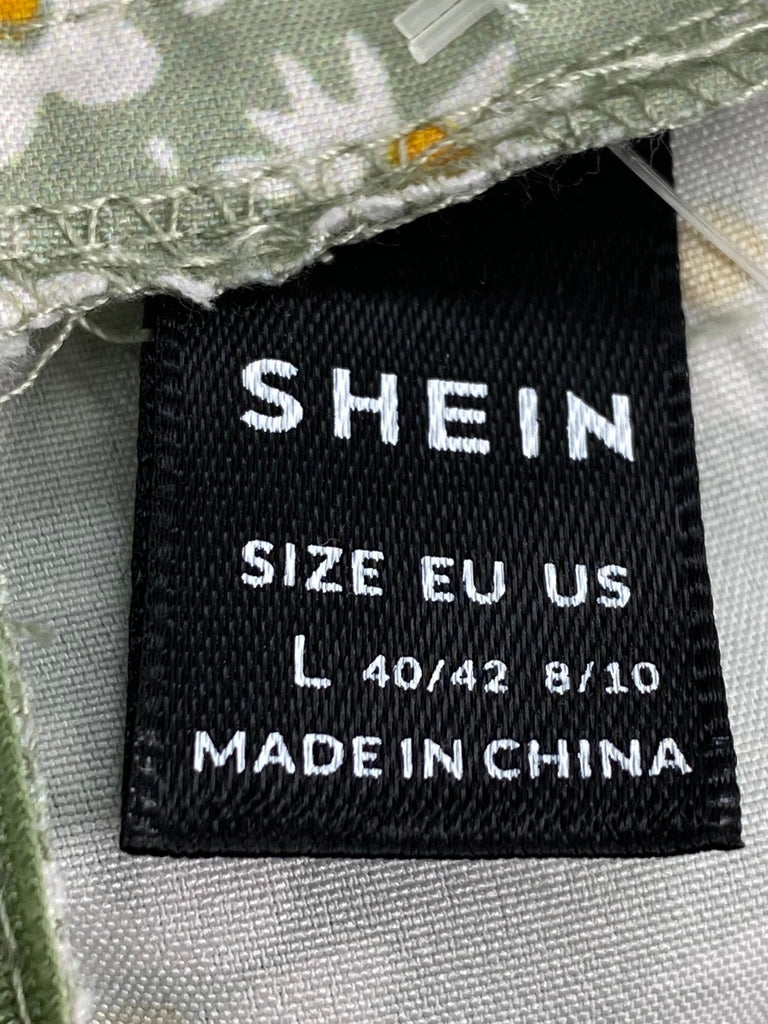 SHEIN
SIZE EU US
L 40/42 8/10
MADE IN CHINA